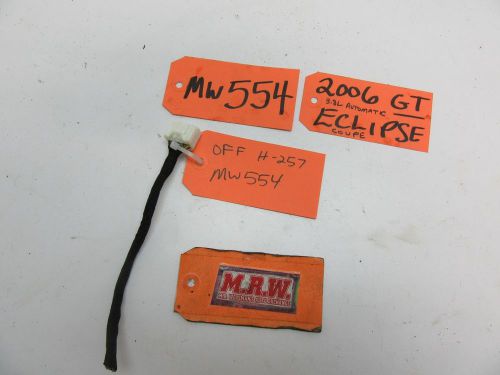 MW554
2006 GT
3.8L AUTOMATIC
ECLIPSE
COUPE
OFF H-257
MW554
M.R.W.